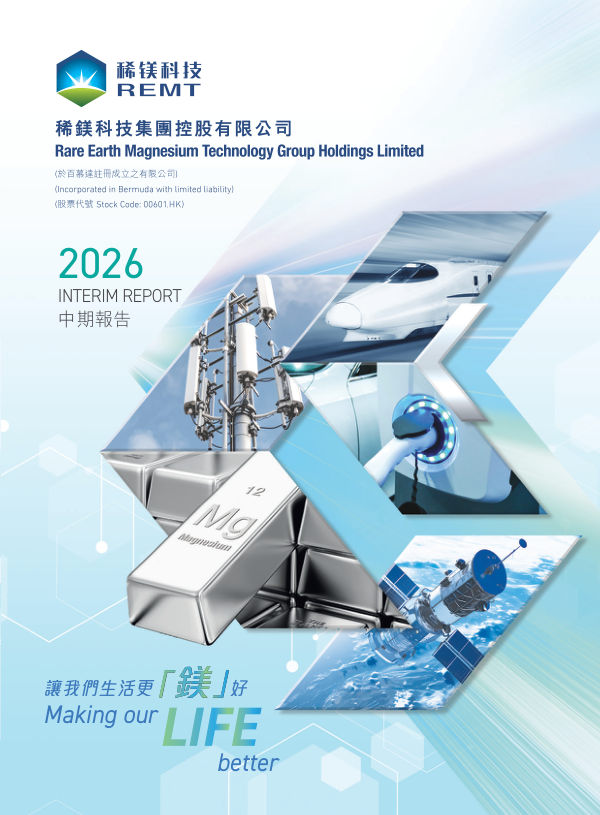 稀镁科技
REMT
稀鎂科技集團控股有限公司
Rare Earth Magnesium Technology Group Holdings Limited
(於百慕達註冊成立之有限公司)
(Incorporated in Bermuda with limited liability)
(股票代號 Stock Code: 00601.HK)
2026
INTERIM REPORT
中期報告
12
Mg
Magnesium
讓我們生活更「鎂」好
Making our LIFE
better